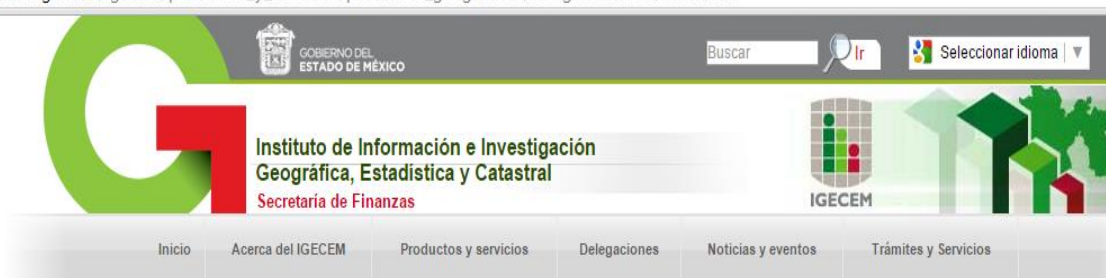 GOBIERNO DEL
ESTADO DE MÉXICO
Buscar
Ir
Seleccionar idioma
Instituto de Información e Investigación
Geográfica, Estadística y Catastral
Secretaría de Finanzas
IGECEM
Inicio
Acerca del IGECEM
Productos y servicios
Delegaciones
Noticias y eventos
Trámites y Servicios